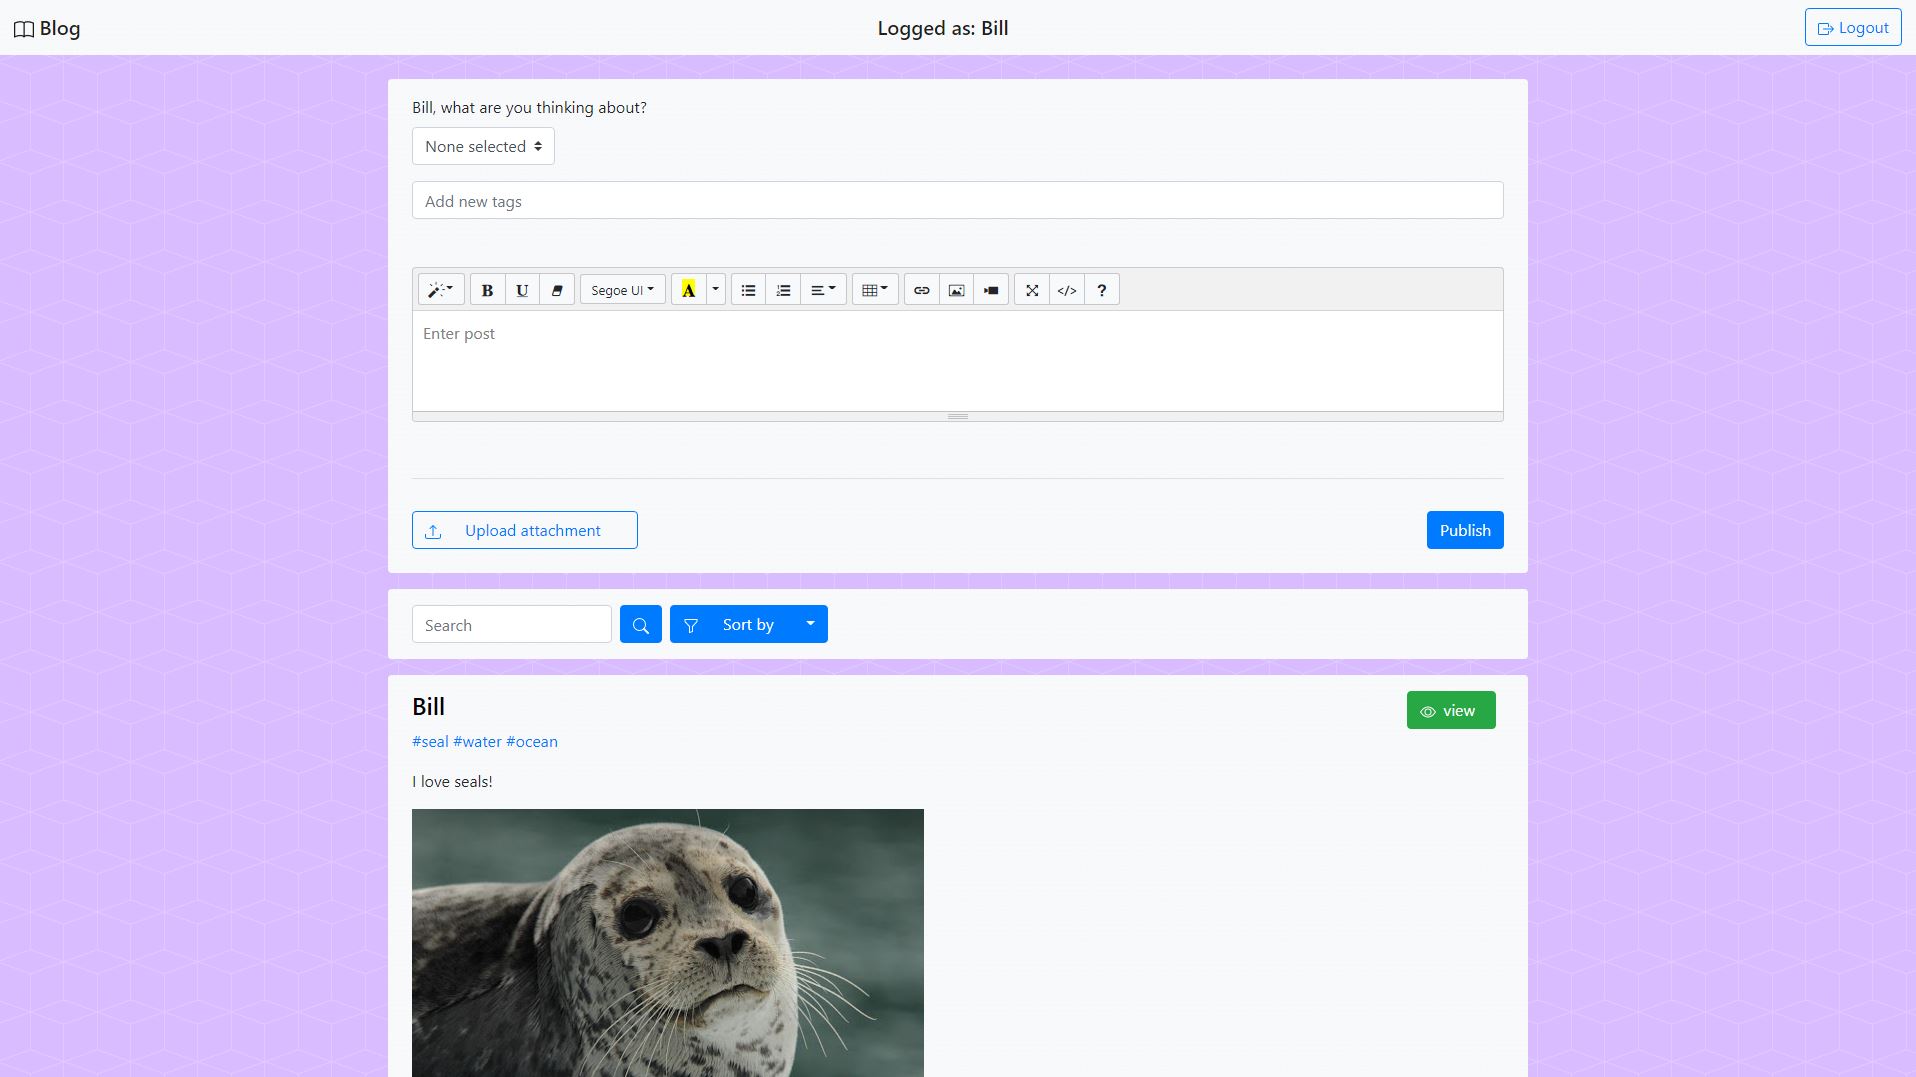 Blog
Logged as: Bill
Logout
Bill, what are you thinking about?
None selected
Add new tags
B U Segoe UI A </> ?
Enter post
Upload attachment
Publish
Search
Sort by
Bill
view
#seal #water #ocean
I love seals!